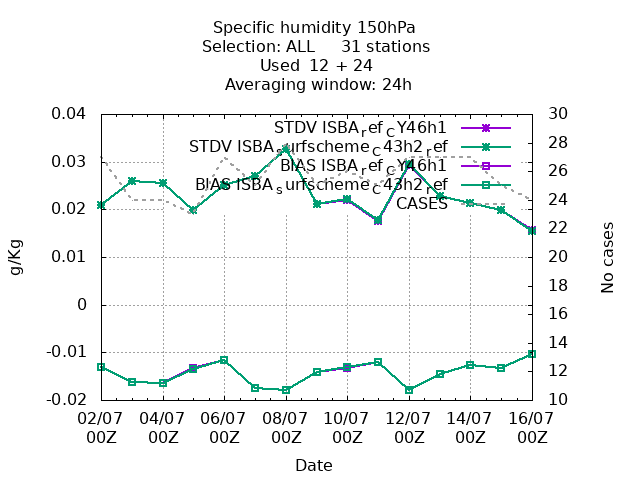 Specific humidity 150hPa
Selection: ALL 31 stations
Used 12 + 24
Averaging window: 24h
0.04
0.03
0.02
0.01
0
-0.01
-0.02
g/Kg
30
28
26
24
22
20
18
16
14
12
10
No cases
STDV ISBA_ref_CY46h1
STDV ISBA_surfscheme_C43h2_ref
BIAS ISBA_ref_CY46h1
BIAS ISBA_surfscheme_C43h2_ref
CASES
02/07 04/07 06/07 08/07 10/07 12/07 14/07 16/07
00Z 00Z 00Z 00Z 00Z 00Z 00Z 00Z
Date